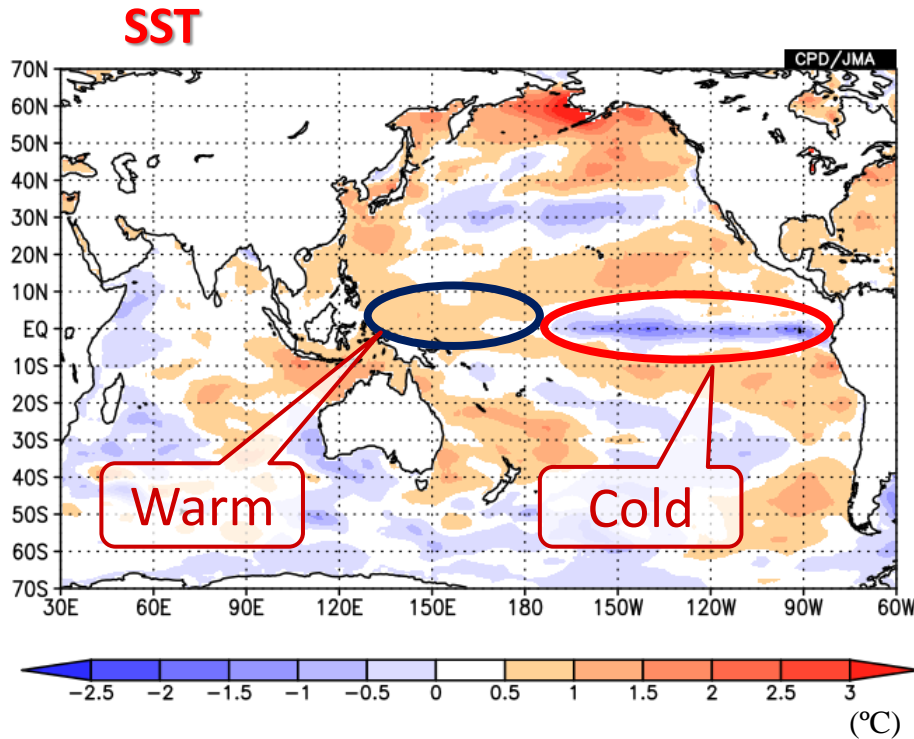 SST
CPD/JMA
70N
60N
50N
40N
30N
20N
10N
EQ
10S
20S
30S
40S
50S
60S
70S
Warm
Cold
30E 60E 90E 120E 150E 180 150W 120W 90W 60W
-2.5 -2 -1.5 -1 -0.5 0 0.5 1 1.5 2 2.5 3
(°C)